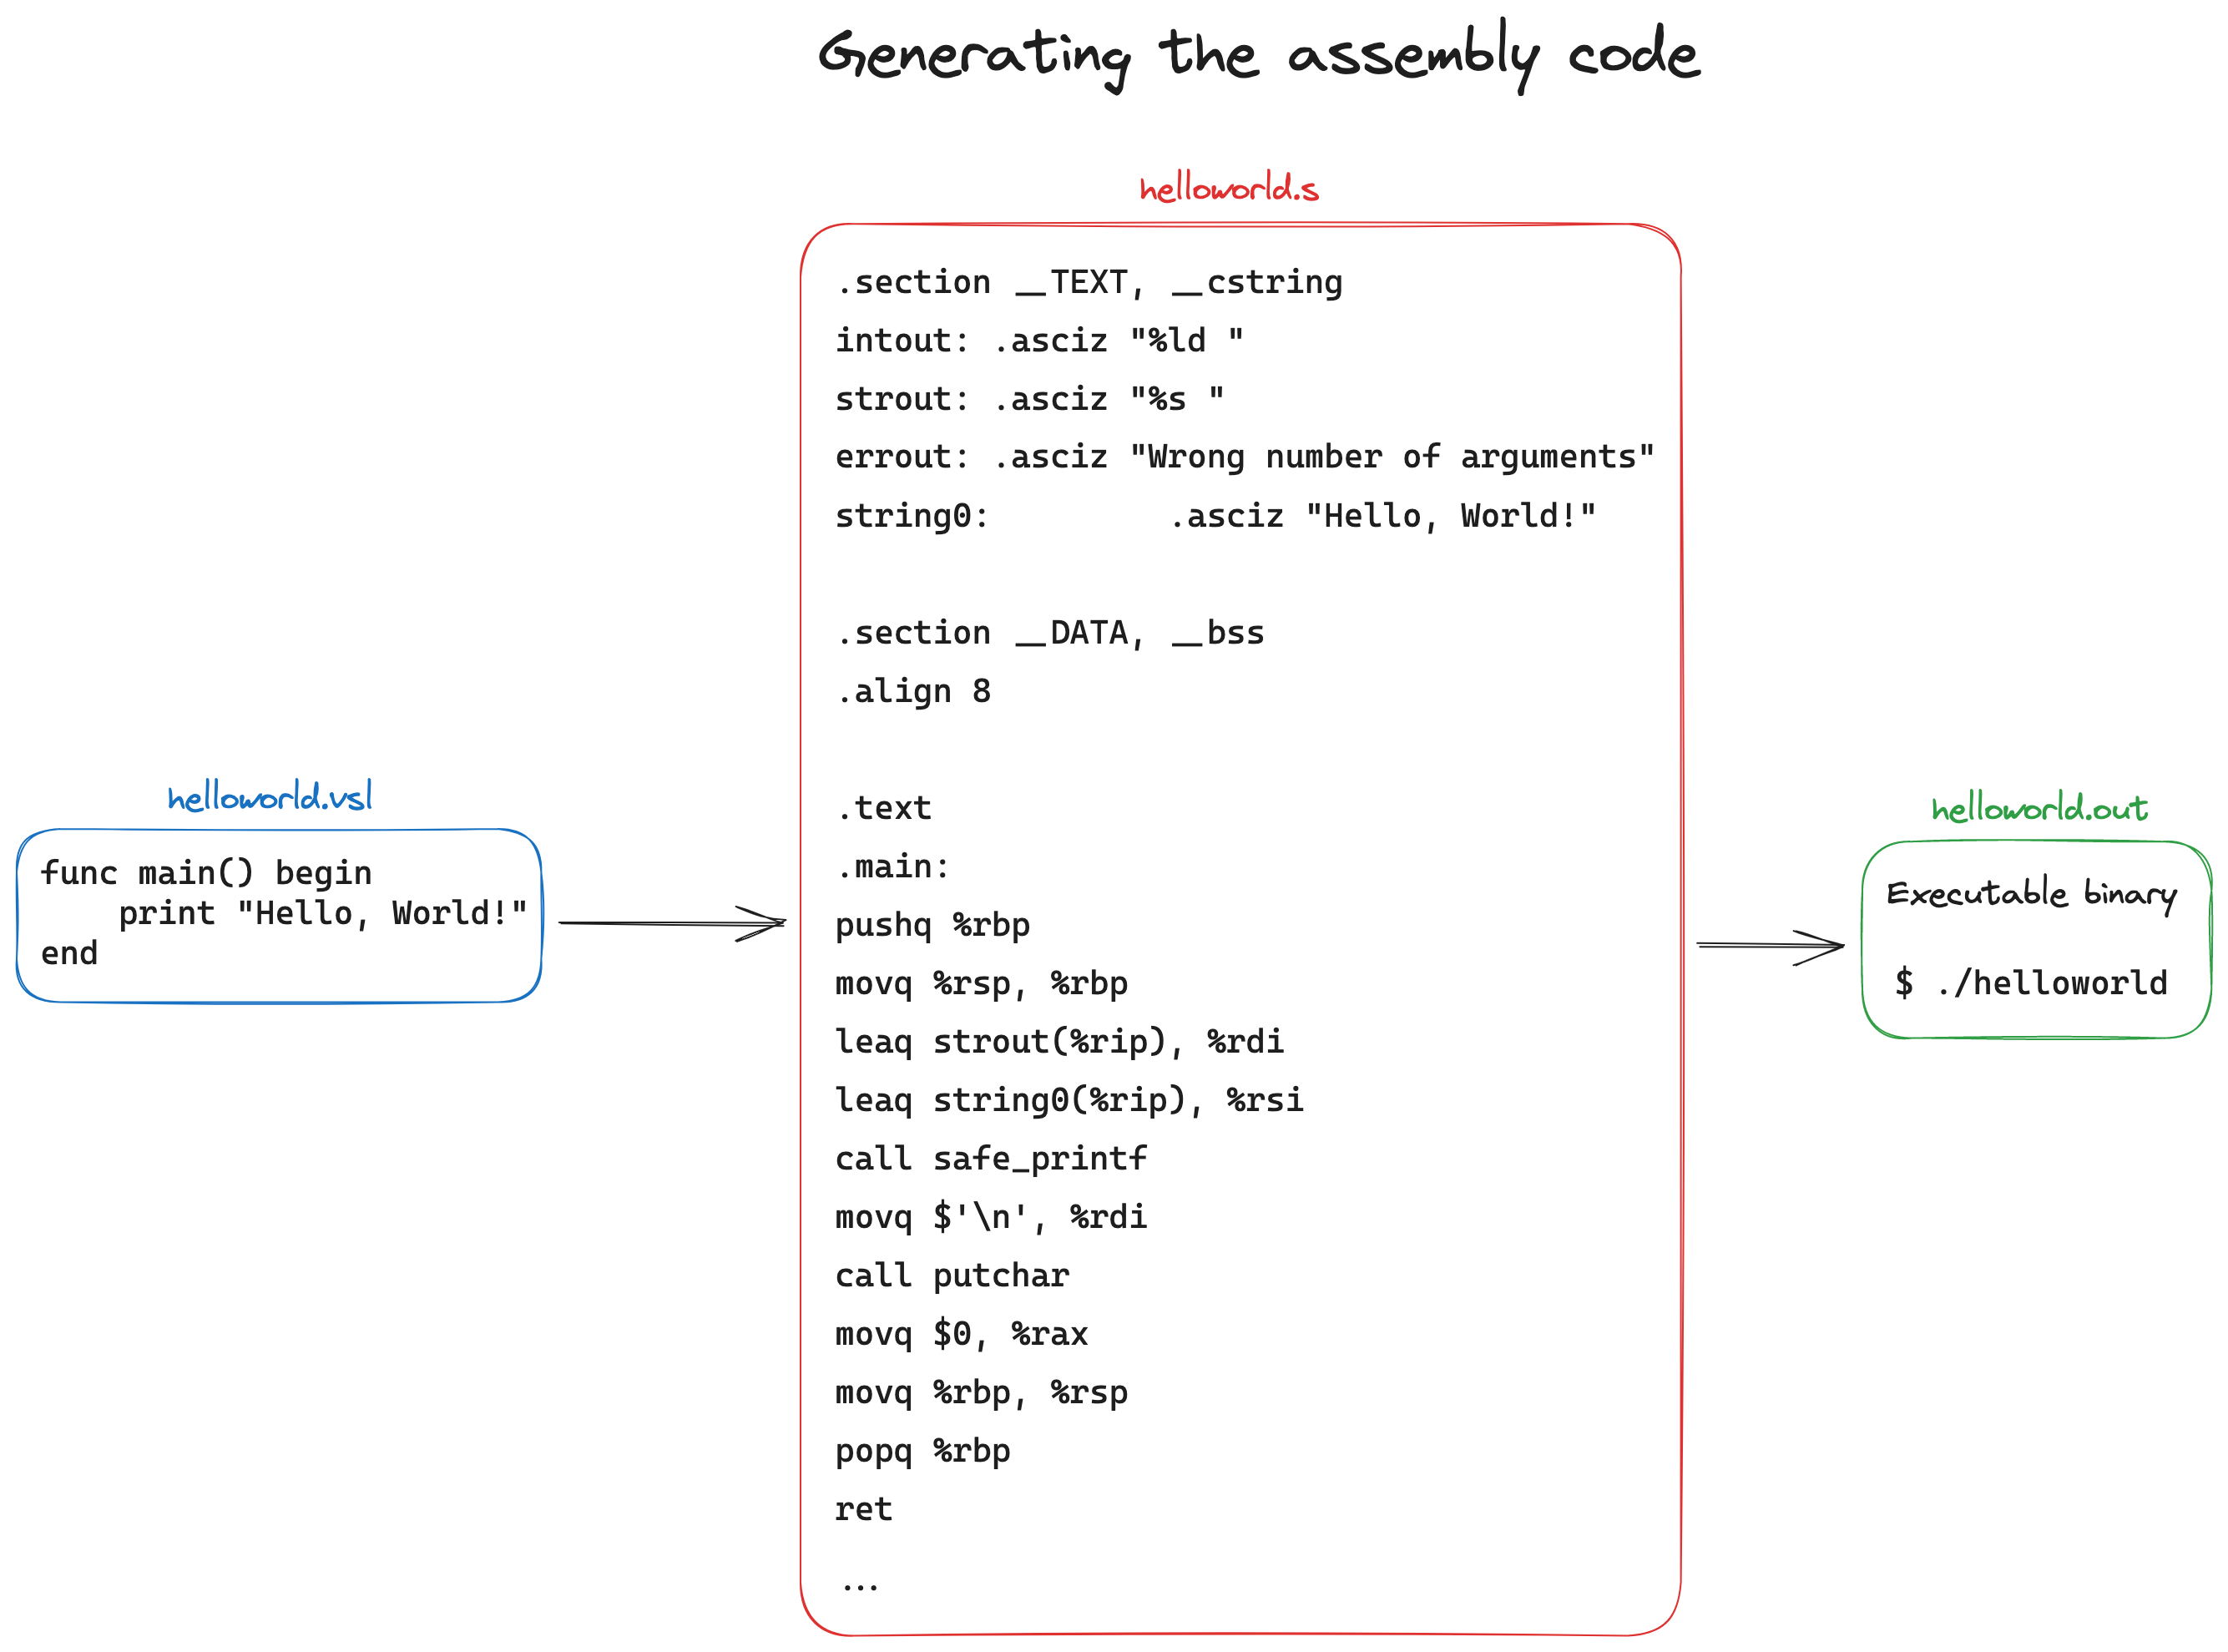 Generating the assembly code
helloworld.vsl
func main() begin
    print "Hello, World!"
end
helloworld.s
.section __TEXT, __cstring
intout: .asciz "%ld "
strout: .asciz "%s "
errout: .asciz "Wrong number of arguments"
string0:         .asciz "Hello, World!"
.section __DATA, __bss
.align 8
.text
.main:
pushq %rbp
movq %rsp, %rbp
leaq strout(%rip), %rdi
leaq string0(%rip), %rsi
call safe_printf
movq $'\n', %rdi
call putchar
movq $0, %rax
movq %rbp, %rsp
popq %rbp
ret
...
helloworld.out
Executable binary
$ ./helloworld